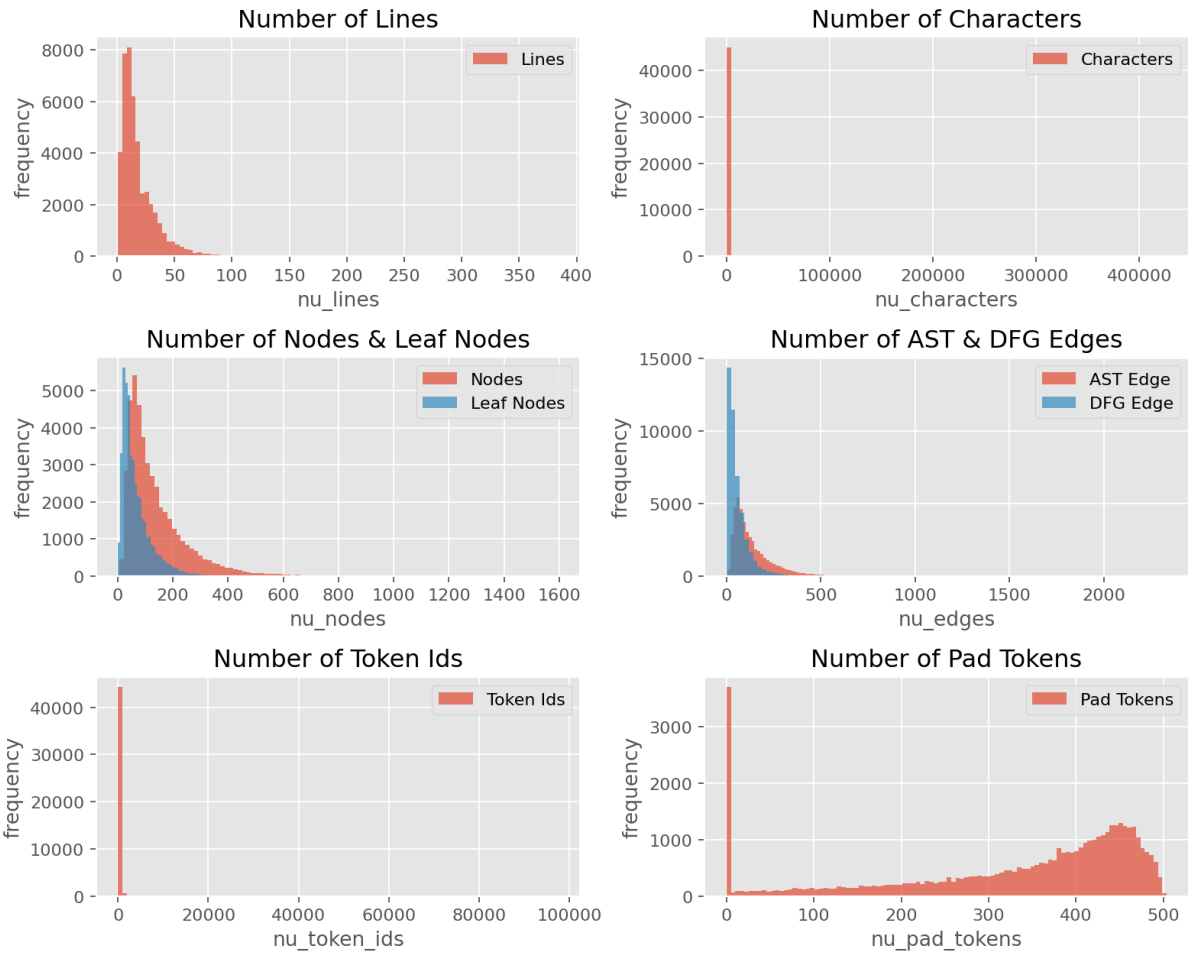 Number of Lines
8000
6000
4000
2000
0
frequency
Lines
0 50 100 150 200 250 300 350 400
nu_lines
Number of Characters
40000
30000
20000
10000
0
frequency
Characters
0 100000 200000 300000 400000
nu_characters
Number of Nodes & Leaf Nodes
5000
4000
3000
2000
1000
0
frequency
Nodes
Leaf Nodes
0 200 400 600 800 1000 1200 1400 1600
nu_nodes
Number of AST & DFG Edges
15000
10000
5000
0
frequency
AST Edge
DFG Edge
0 500 1000 1500 2000
nu_edges
Number of Token Ids
40000
30000
20000
10000
0
frequency
Token Ids
0 20000 40000 60000 80000 100000
nu_token_ids
Number of Pad Tokens
3000
2000
1000
0
frequency
Pad Tokens
0 100 200 300 400 500
nu_pad_tokens